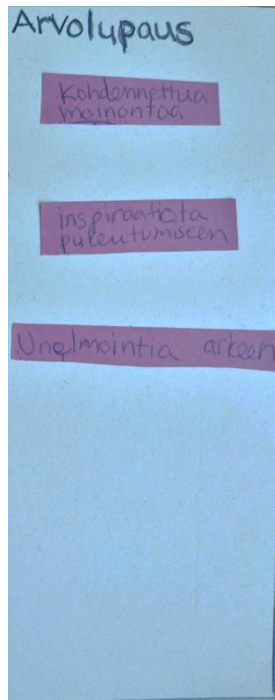 Arvolupaus
Kohdennettua
mainontaa
inspiraatiota
pukeutumiseen
Unelmointia arkeen